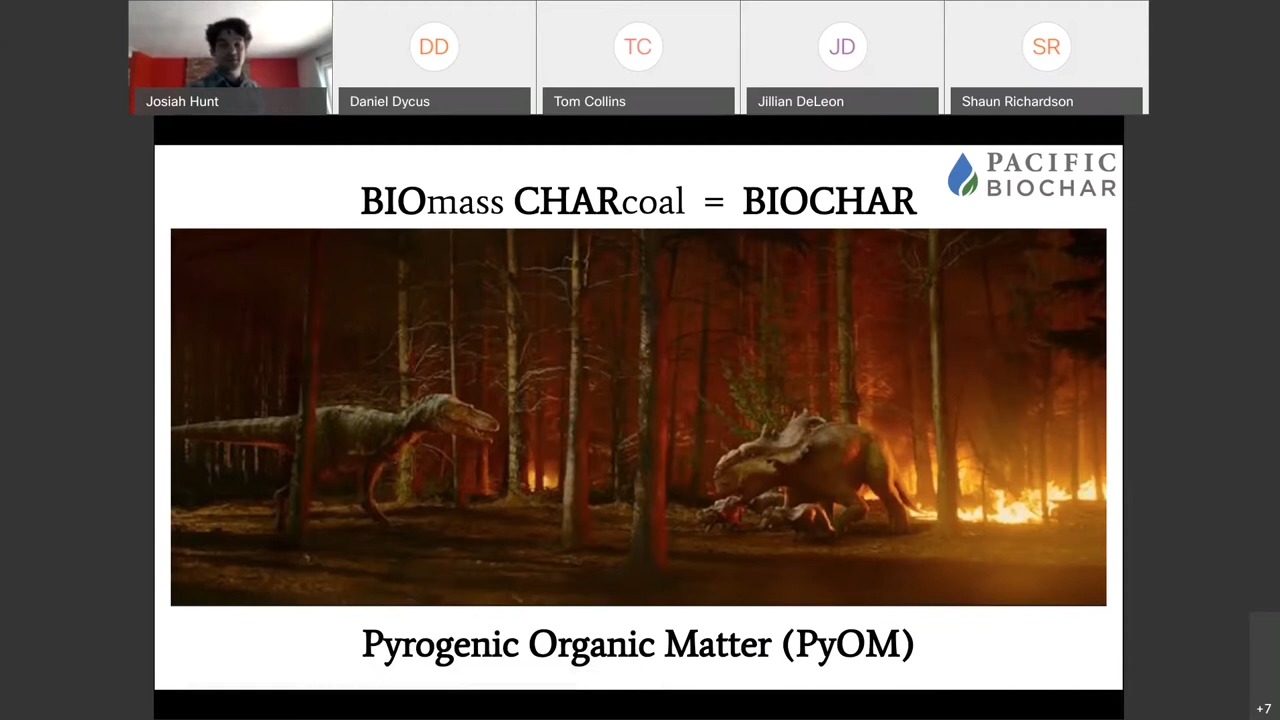 DD
TC
JD
SR
Josiah Hunt
Daniel Dycus
Tom Collins
Jillian DeLeon
Shaun Richardson
PACIFIC
BIOCHAR
BIOmass CHARcoal = BIOCHAR
Pyrogenic Organic Matter (PyOM)
+7